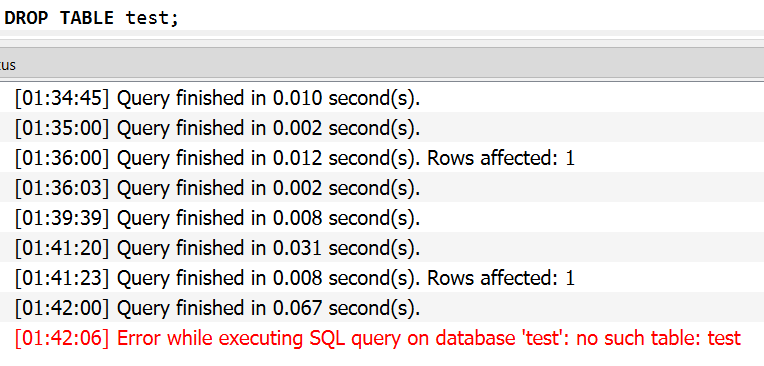 DROP TABLE test;
tus
[01:34:45] Query finished in 0.010 second(s).
[01:35:00] Query finished in 0.002 second(s).
[01:36:00] Query finished in 0.012 second(s). Rows affected: 1
[01:36:03] Query finished in 0.002 second(s).
[01:39:39] Query finished in 0.008 second(s).
[01:41:20] Query finished in 0.031 second(s).
[01:41:23] Query finished in 0.008 second(s). Rows affected: 1
[01:42:00] Query finished in 0.067 second(s).
[01:42:06] Error while executing SQL query on database 'test': no such table: test